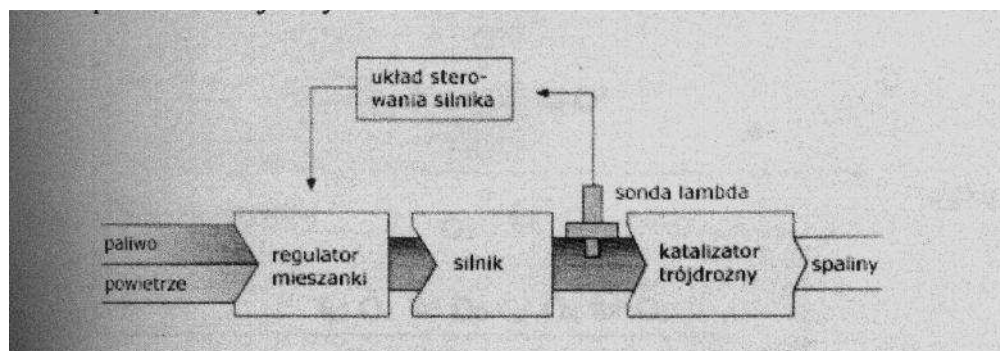 układ stero-
wania silnika
sonda lambda
paliwo
powietrze
regulator
mieszanki
silnik
katalizator
trójdrożny
spaliny